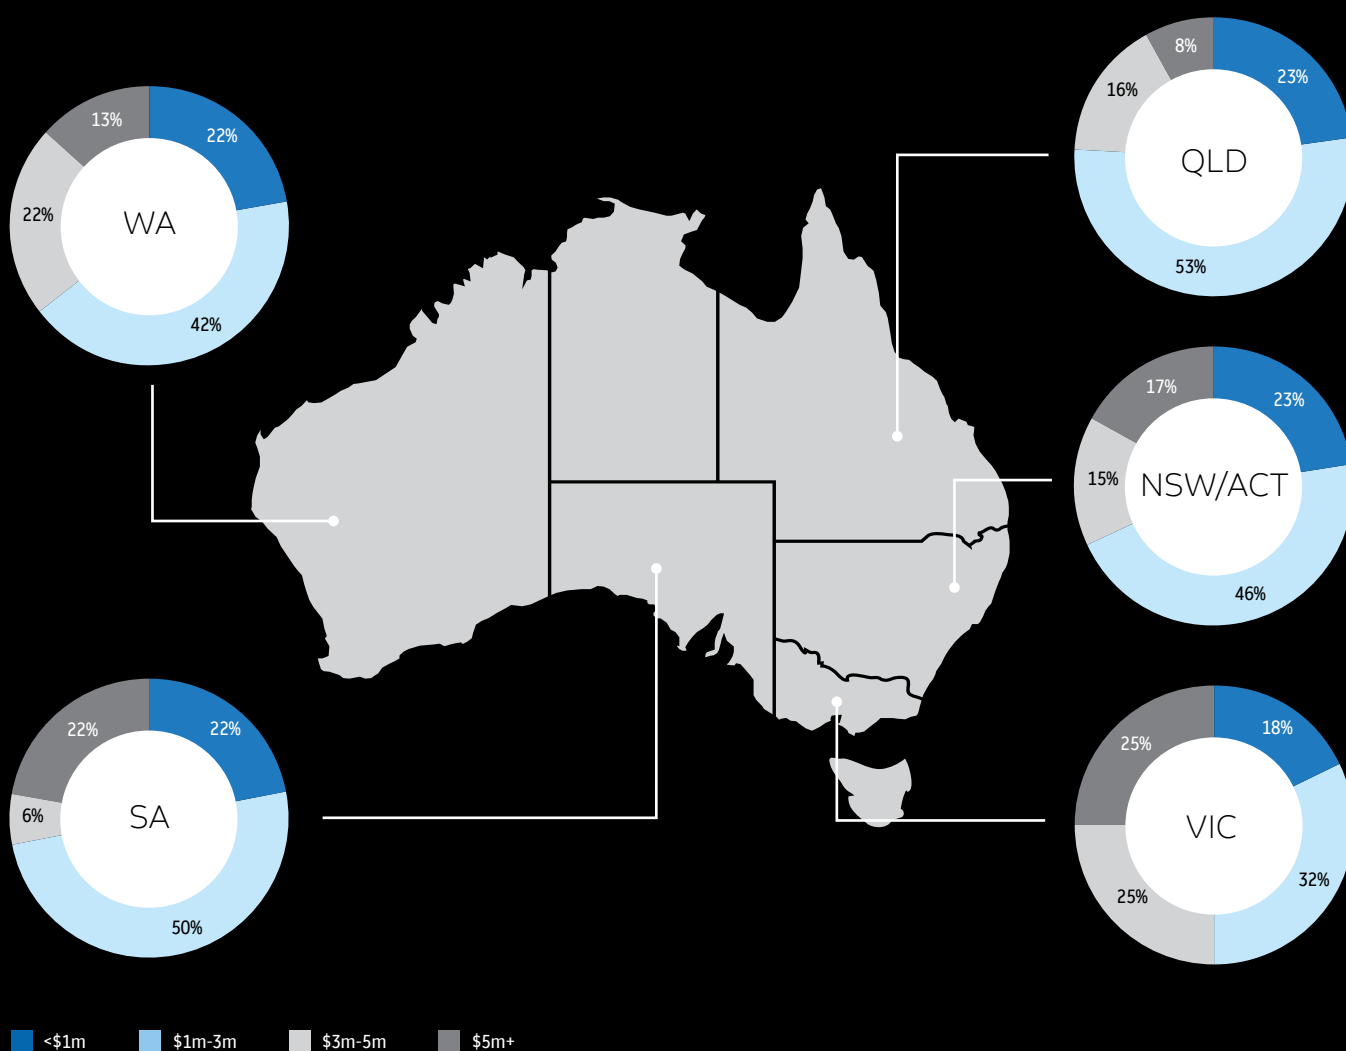 WA
13%
22%
22%
42%
QLD
8%
23%
16%
53%
NSW/ACT
17%
23%
15%
46%
SA
22%
22%
6%
50%
VIC
25%
18%
25%
32%
<$1m
$1m-3m
$3m-5m
$5m+